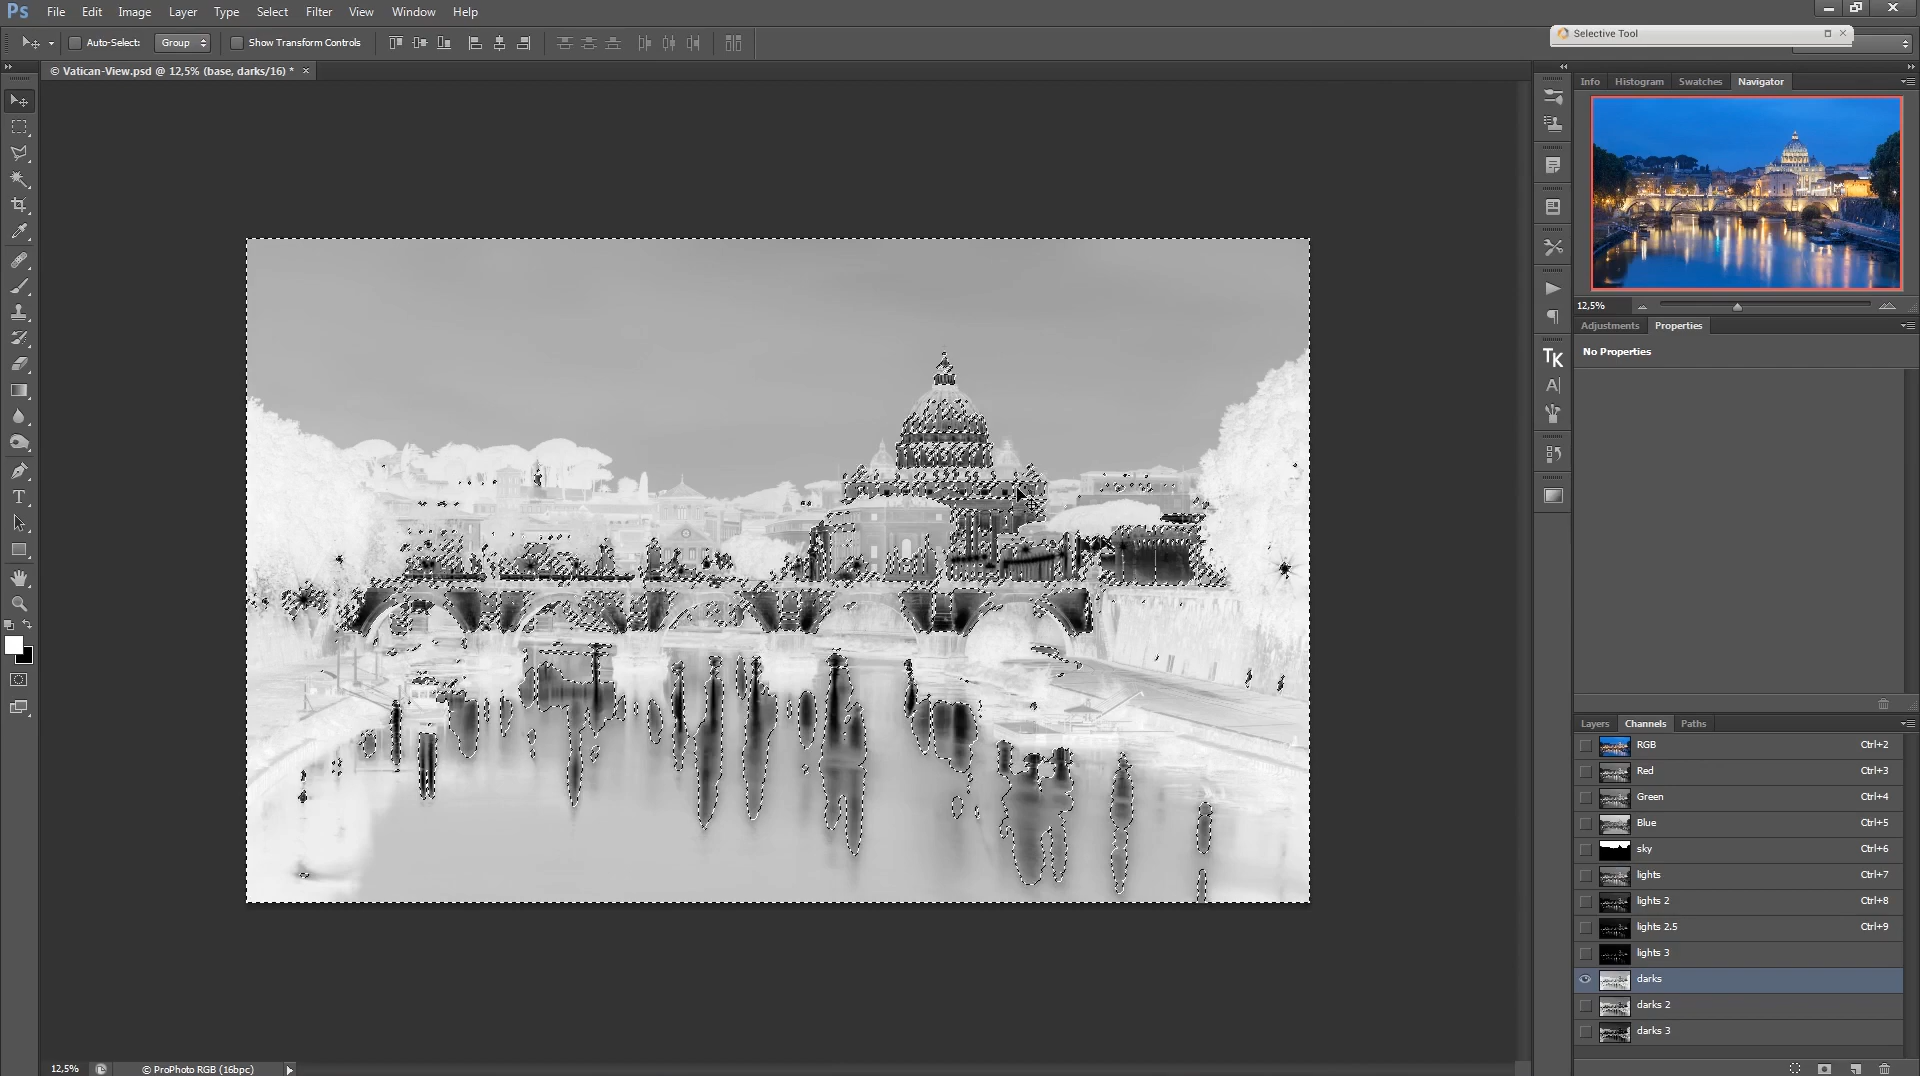 Ps File Edit Image Layer Type Select Filter View Window Help
Auto-Select: Group Show Transform Controls
Selective Tool
© Vatican-View.psd @ 12,5% (base, darks/16) * ×
Info Histogram Swatches Navigator
12,5%
Adjustments Properties
No Properties
TK
A|
T
Layers Channels Paths
RGB Ctrl+2
Red Ctrl+3
Green Ctrl+4
Blue Ctrl+5
sky Ctrl+6
lights Ctrl+7
lights 2 Ctrl+8
lights 2.5 Ctrl+9
lights 3
darks
darks 2
darks 3
12,5% © ProPhoto RGB (16bpc)